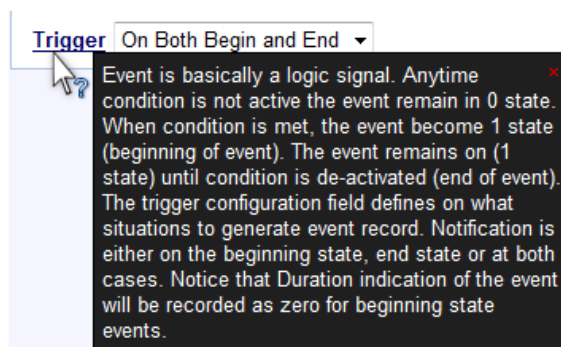 Trigger On Both Begin and End
Event is basically a logic signal. Anytime
condition is not active the event remain in 0 state.
When condition is met, the event become 1 state
(beginning of event). The event remains on (1
state) until condition is de-activated (end of event).
The trigger configuration field defines on what
situations to generate event record. Notification is
either on the beginning state, end state or at both
cases. Notice that Duration indication of the event
will be recorded as zero for beginning state
events.